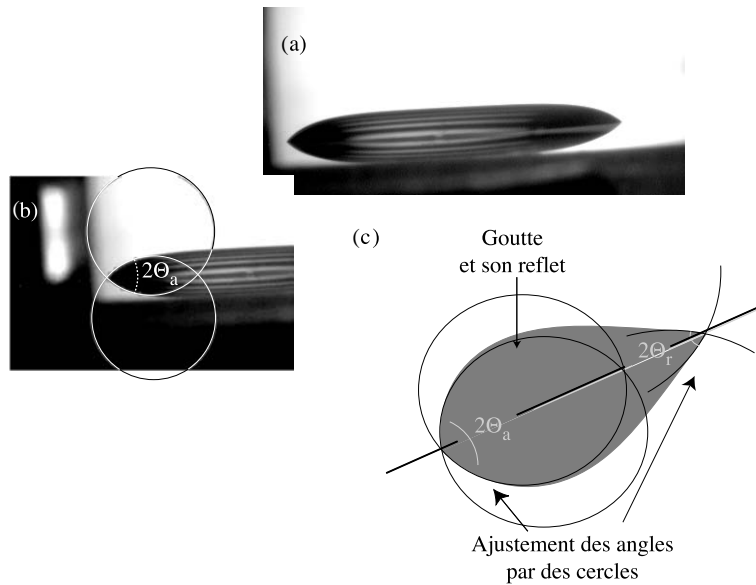 (a)
(b)
2Θa
(c)
Goutte
et son reflet
2Θr
2Θa
Ajustement des angles
par des cercles